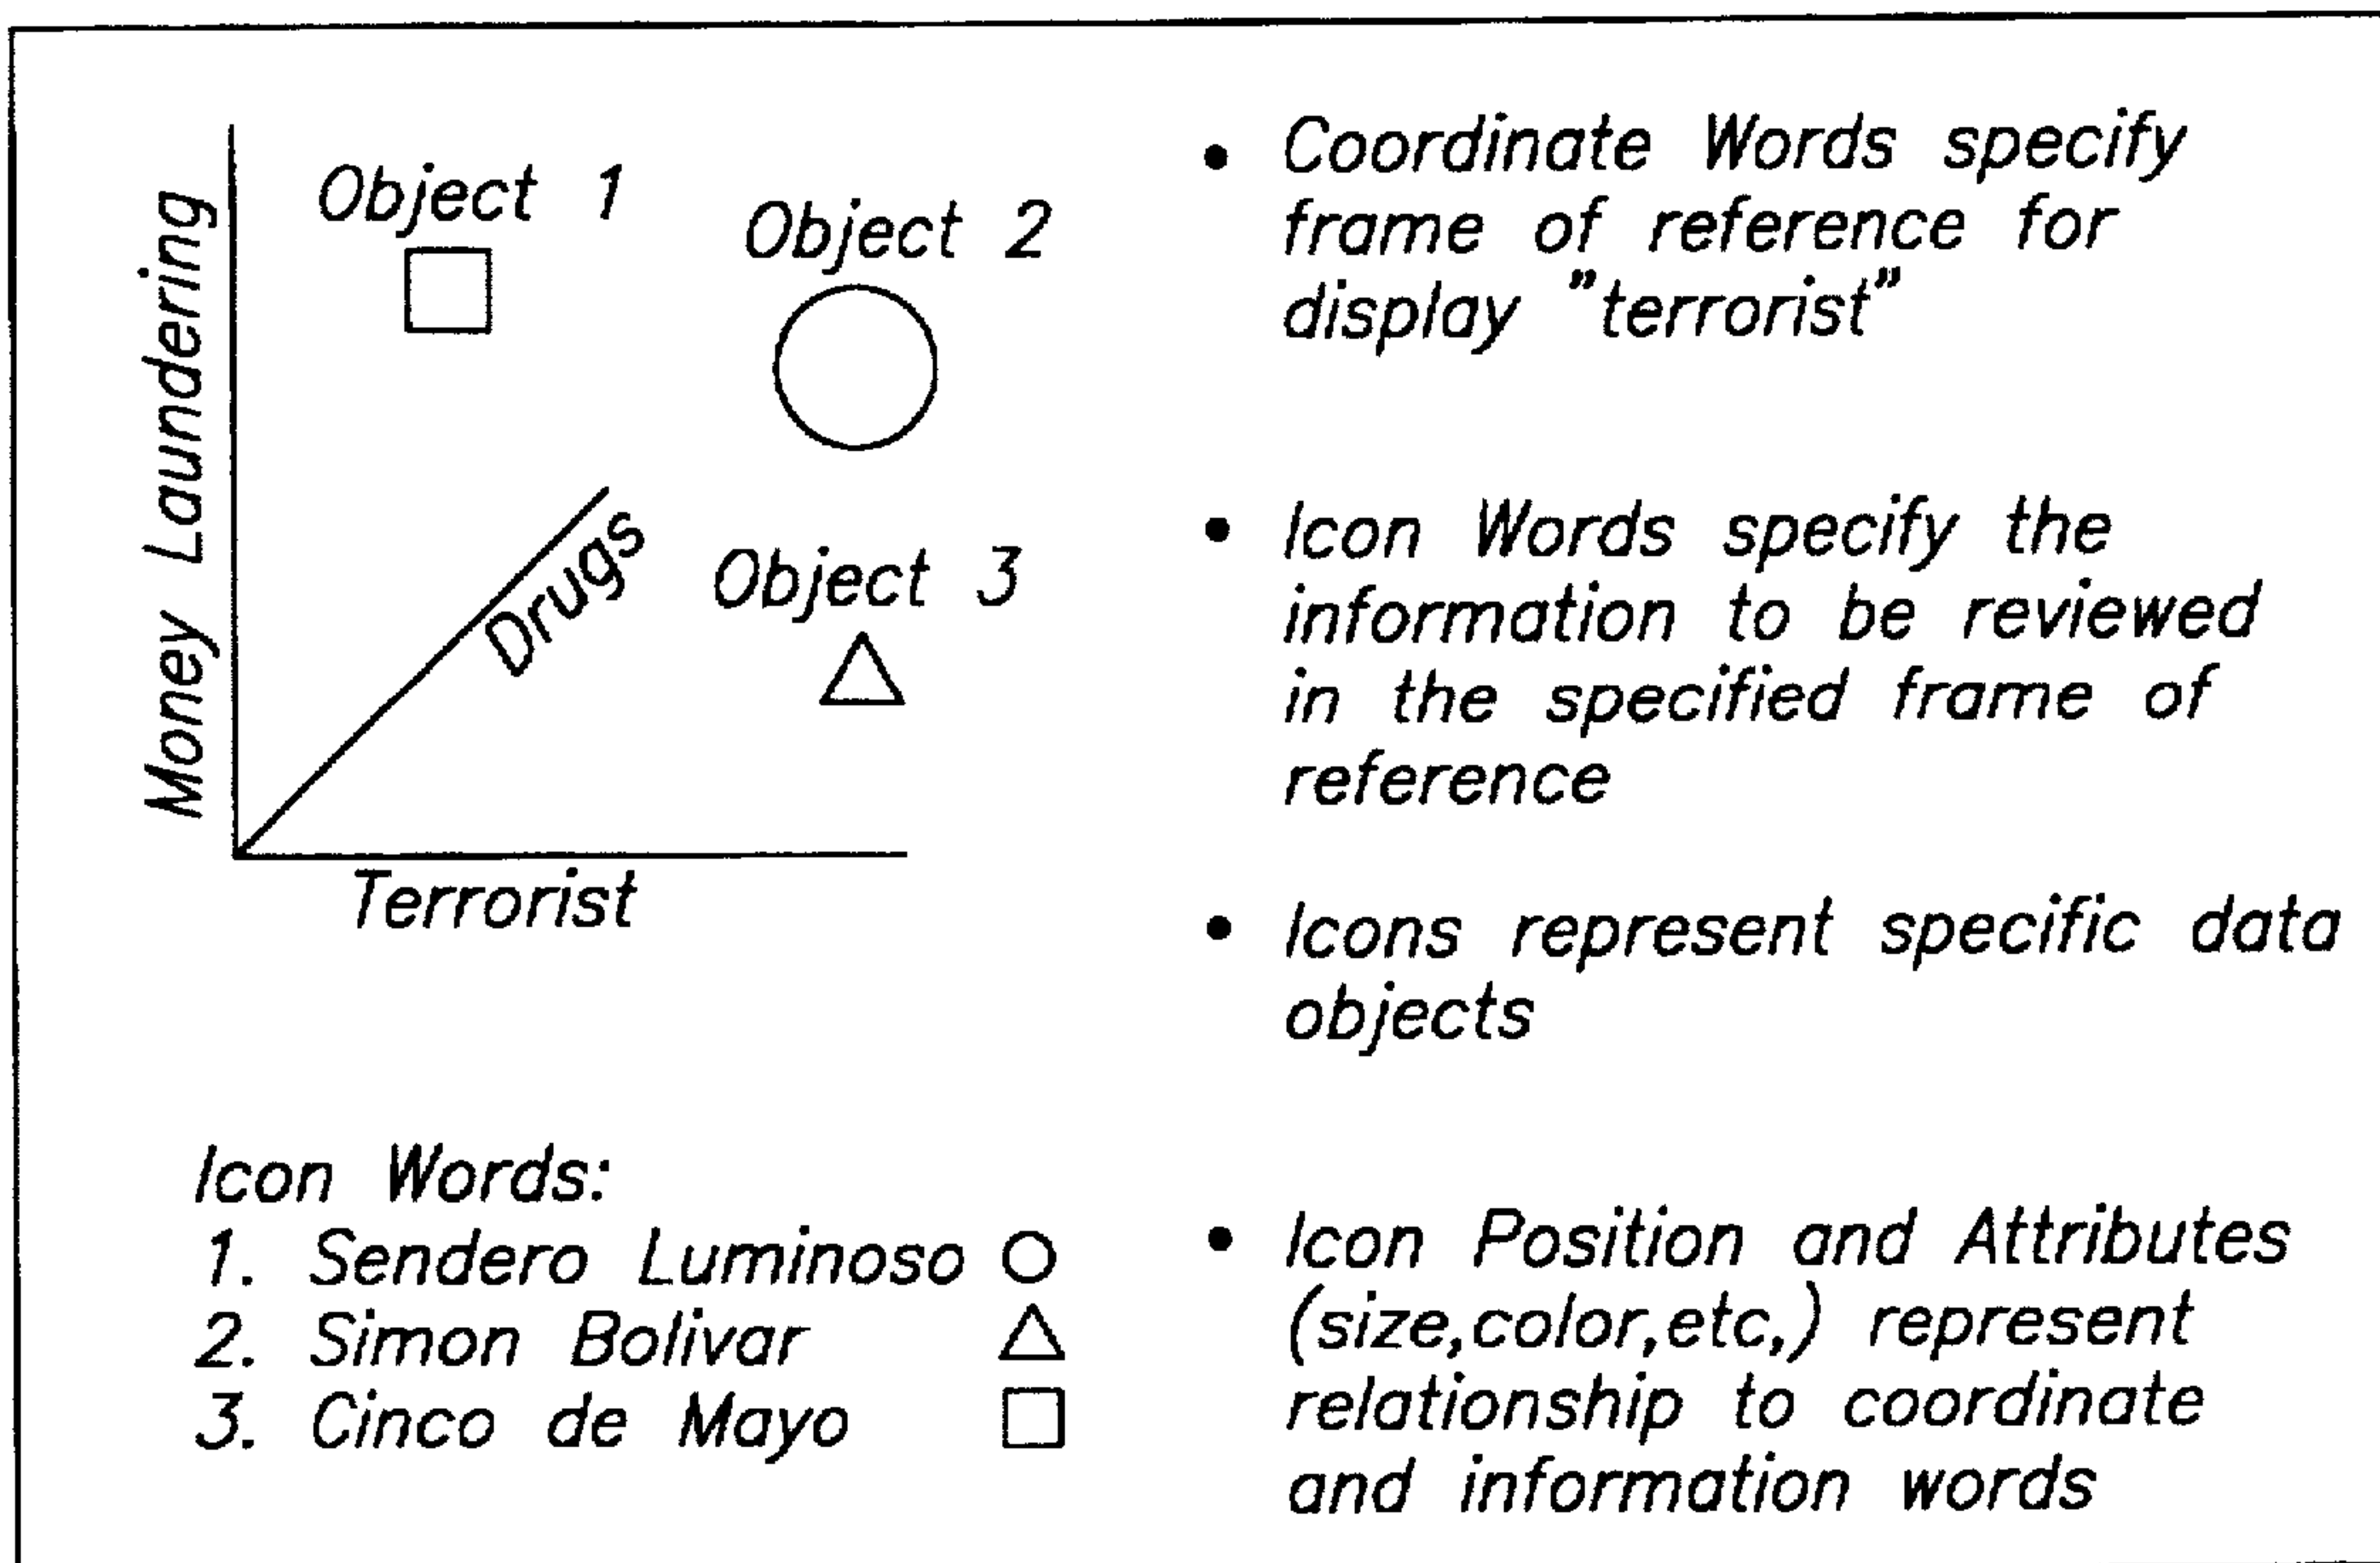 Money Laundering
Object 1
Object 2
Drugs
Object 3
Terrorist
Icon Words:
1. Sendero Luminoso
2. Simon Bolivar
3. Cinco de Mayo
• Coordinate Words specify
frame of reference for
display "terrorist"
• Icon Words specify the
information to be reviewed
in the specified frame of
reference
• Icons represent specific data
objects
• Icon Position and Attributes
(size,color,etc,) represent
relationship to coordinate
and information words